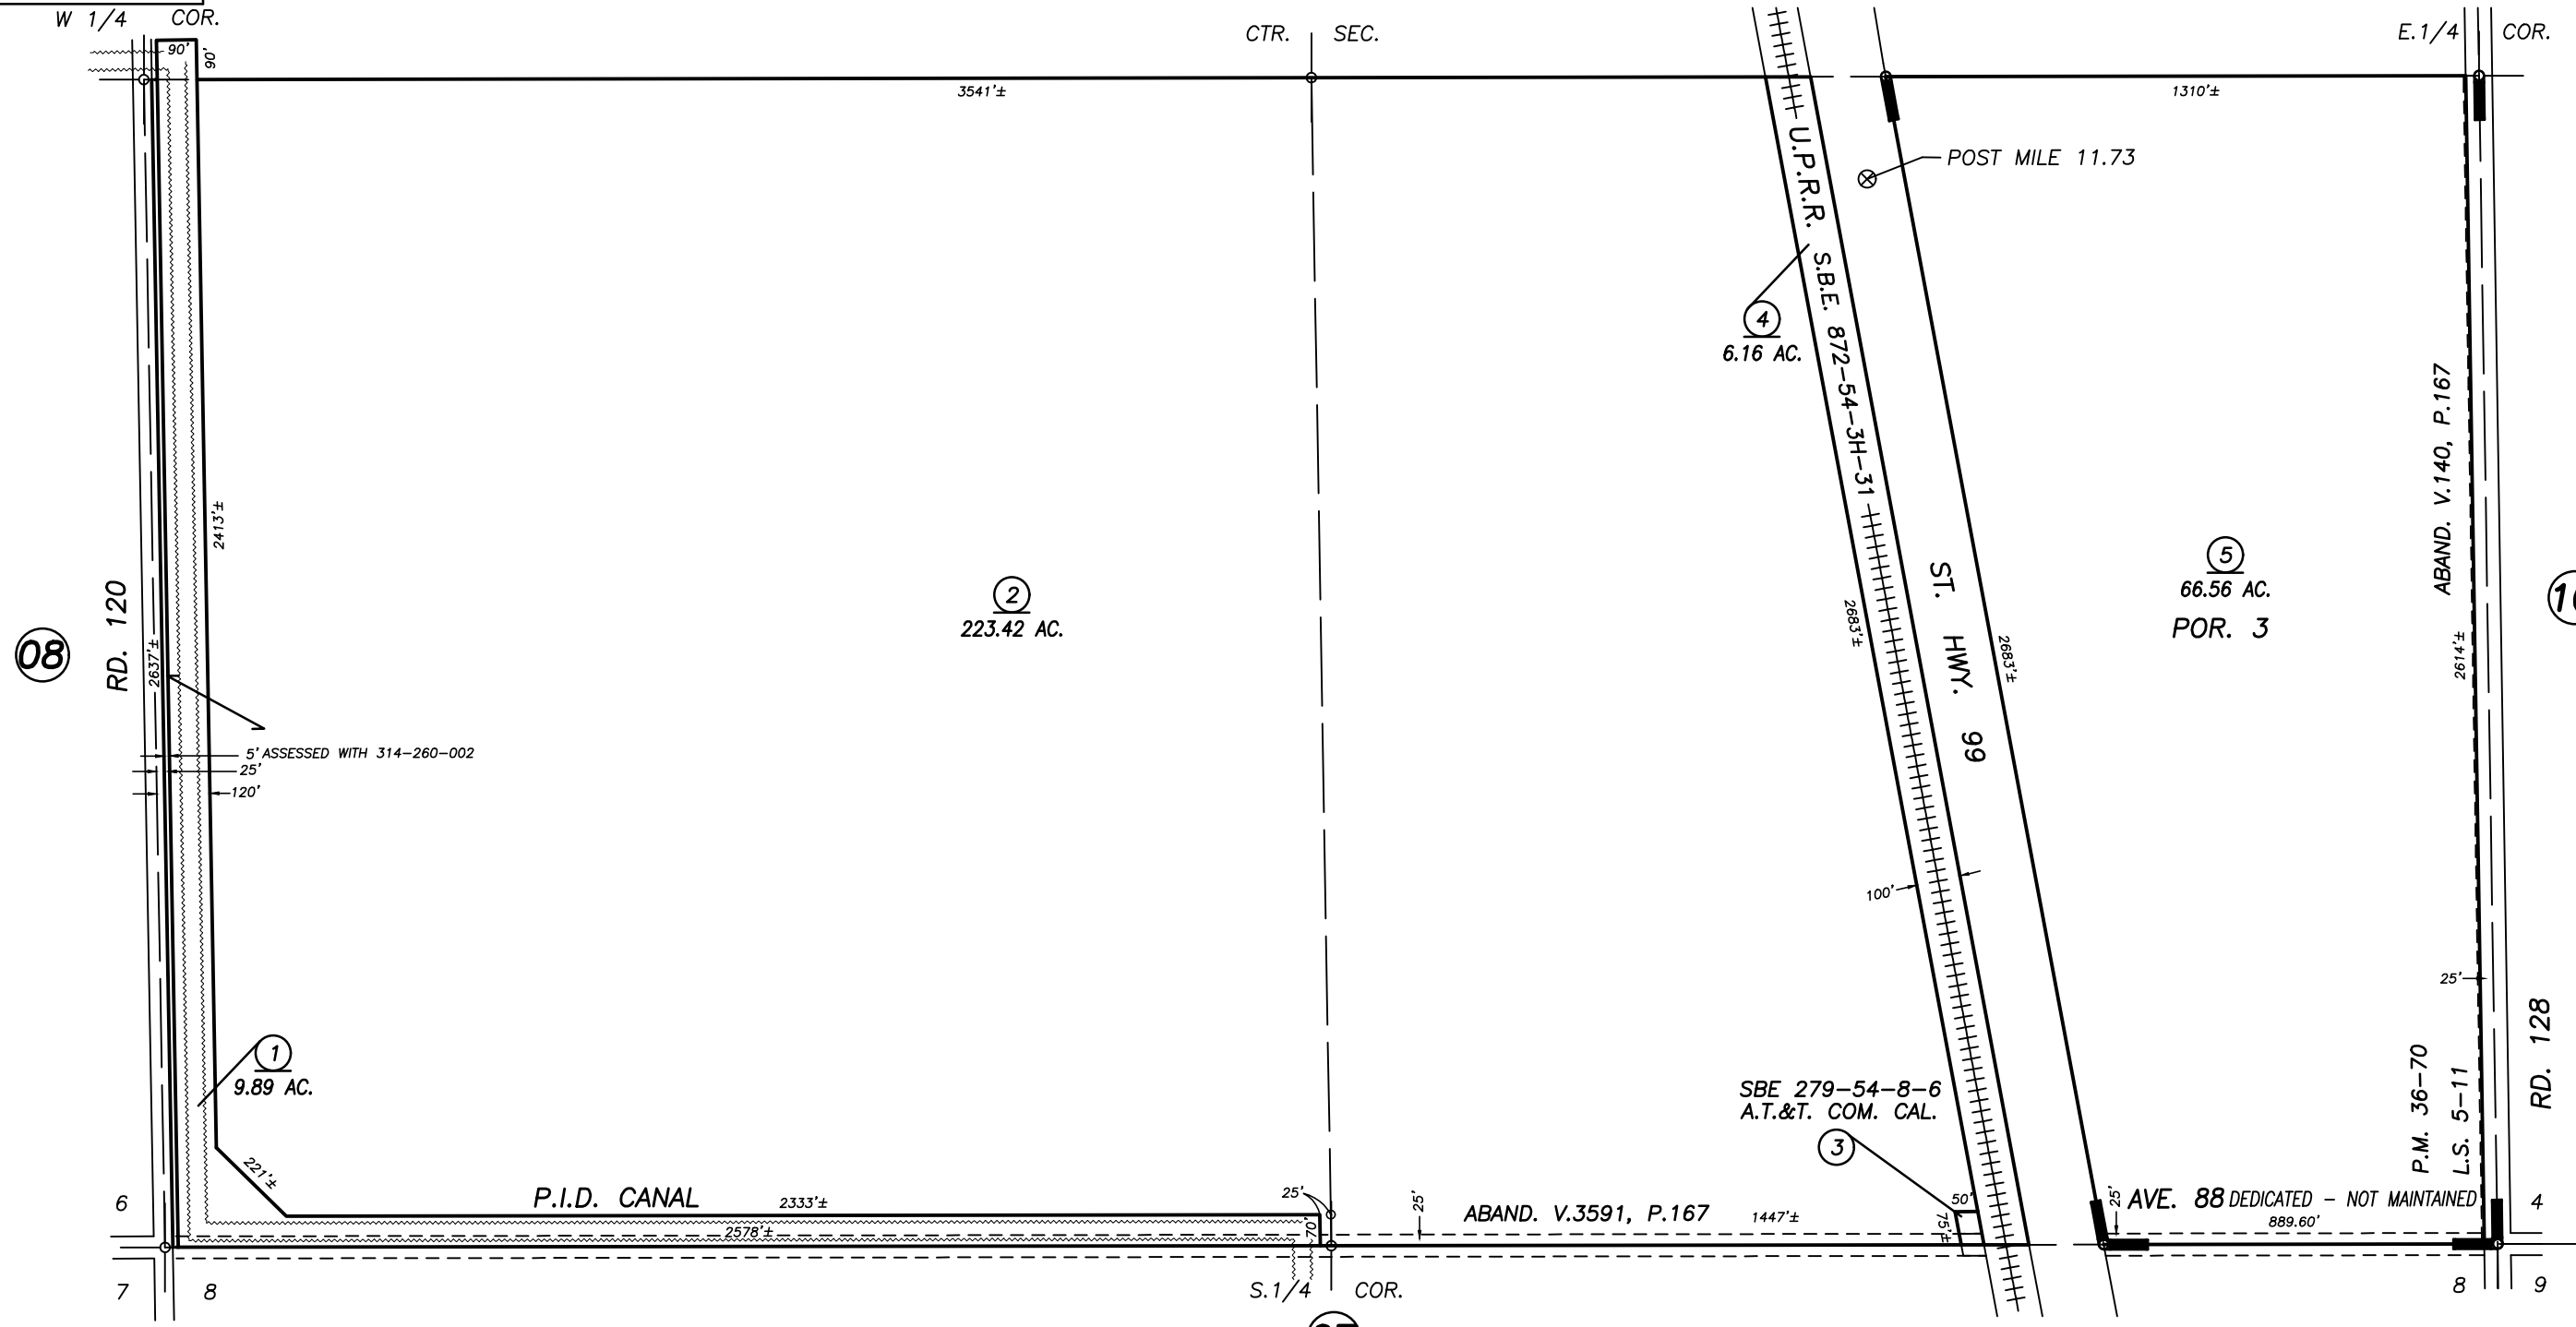 W 1/4 COR.
CTR. SEC.
E.1/4 COR.
90'
90'
3541'±
1310'±
POST MILE 11.73
U.P.R.R. S.B.E. 872-54-3H-31
4
6.16 AC.
ABAND. V.140, P.167
2413'±
ST. HWY. 99
5
66.56 AC.
POR. 3
2
223.42 AC.
08
RD. 120
2637'±
2683'±
2683'±
2614'±
5' ASSESSED WITH 314-260-002
25'
120'
100'
25'
RD. 128
1
9.89 AC.
P.M. 36-70
L.S. 5-11
SBE 279-54-8-6
A.T.&T. COM. CAL.
3
221'±
P.I.D. CANAL
2333'±
25'
25'
ABAND. V.3591, P.167
1447'±
50'
75'±
25'
AVE. 88 DEDICATED - NOT MAINTAINED
889.60'
6
4
2578'±
70'
7
8
S.1/4 COR.
8
9